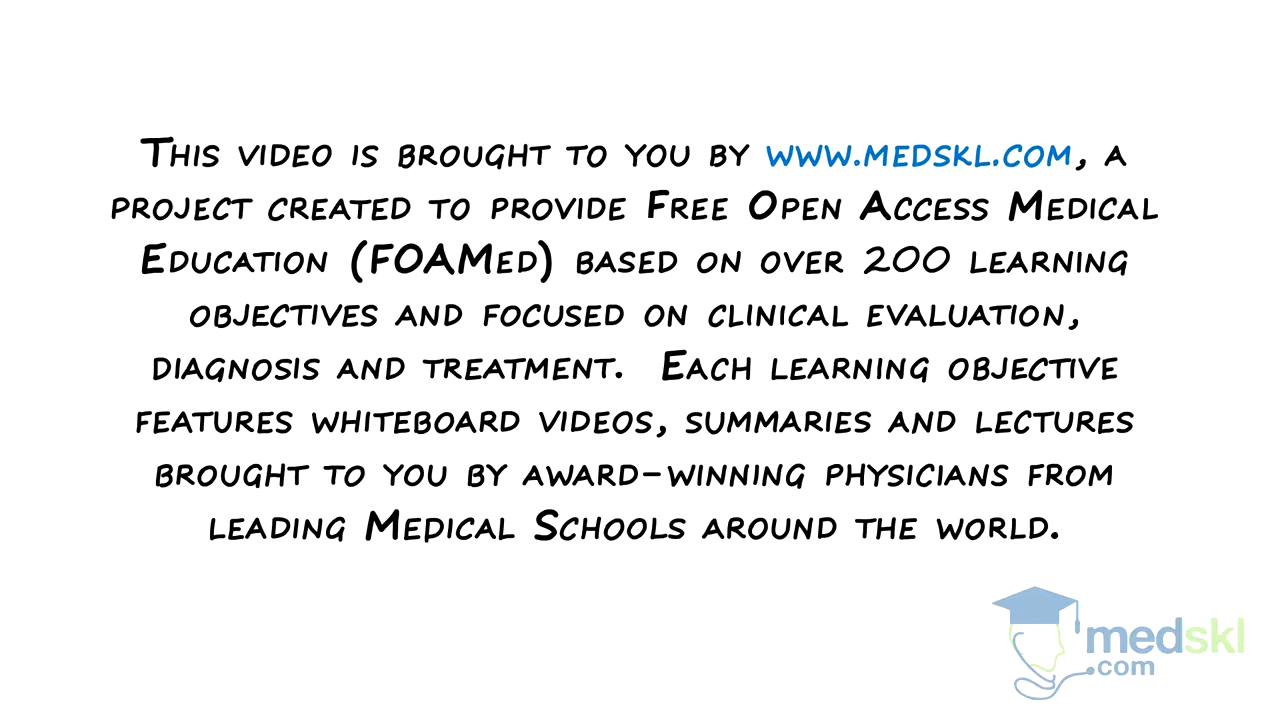 This video is brought to you by www.medskl.com, a
project created to provide Free Open Access Medical
Education (FOAMed) based on over 200 learning
objectives and focused on clinical evaluation,
diagnosis and treatment. Each learning objective
features whiteboard videos, summaries and lectures
brought to you by award-winning physicians from
leading Medical Schools around the world.
medskl
.com